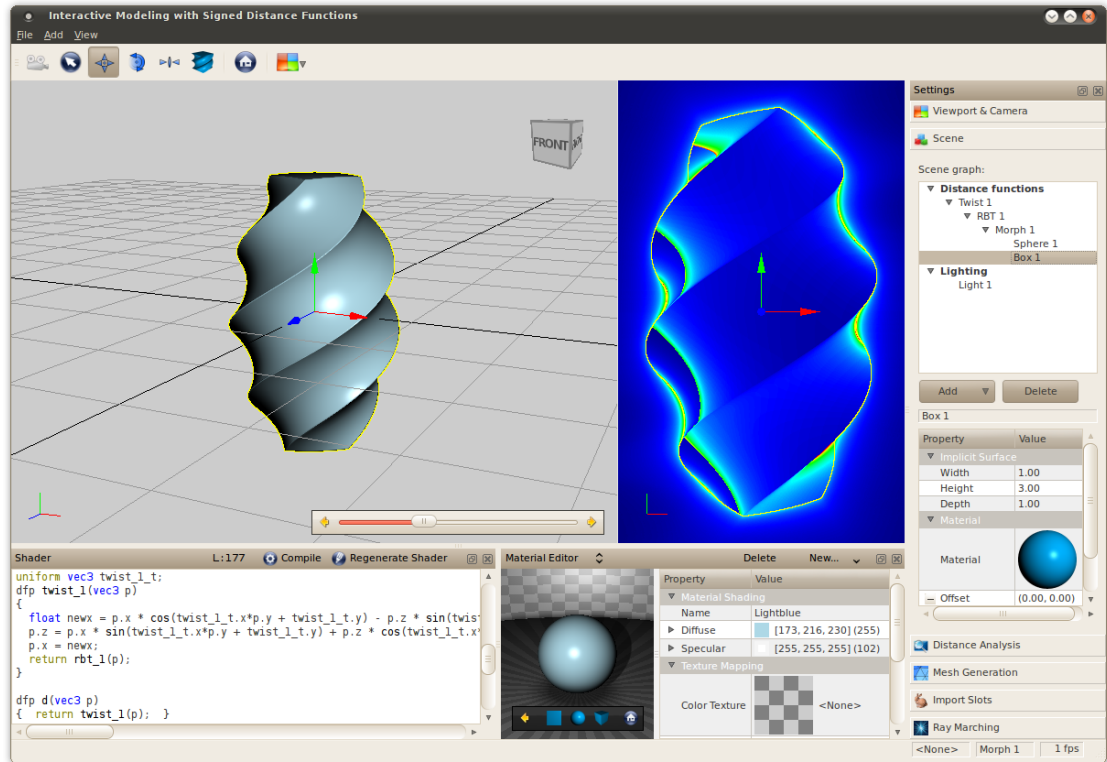 Interactive Modeling with Signed Distance Functions
File Add View
FRONT
Settings
Viewport & Camera
Scene
Scene graph:
Distance functions
Twist 1
RBT 1
Morph 1
Sphere 1
Box 1
Lighting
Light 1
Add Delete
Box 1
Property Value
Implicit Surface
Width 1.00
Height 3.00
Depth 1.00
Material
Material
Offset (0.00, 0.00)
Distance Analysis
Mesh Generation
Import Slots
Ray Marching
<None> Morph 1 1 fps
Shader L:177 Compile Regenerate Shader
uniform vec3 twist_1_t;
dfp twist_1(vec3 p)
{
float newx = p.x * cos(twist_1_t.x*p.y + twist_1_t.y) - p.z * sin(twist
p.z = p.x * sin(twist_1_t.x*p.y + twist_1_t.y) + p.z * cos(twist_1_t.x*
p.x = newx;
return rbt_1(p);
}
dfp d(vec3 p)
{ return twist_1(p); }
Material Editor Delete New...
Property Value
Material Shading
Name Lightblue
Diffuse [173, 216, 230] (255)
Specular [255, 255, 255] (102)
Texture Mapping
Color Texture <None>